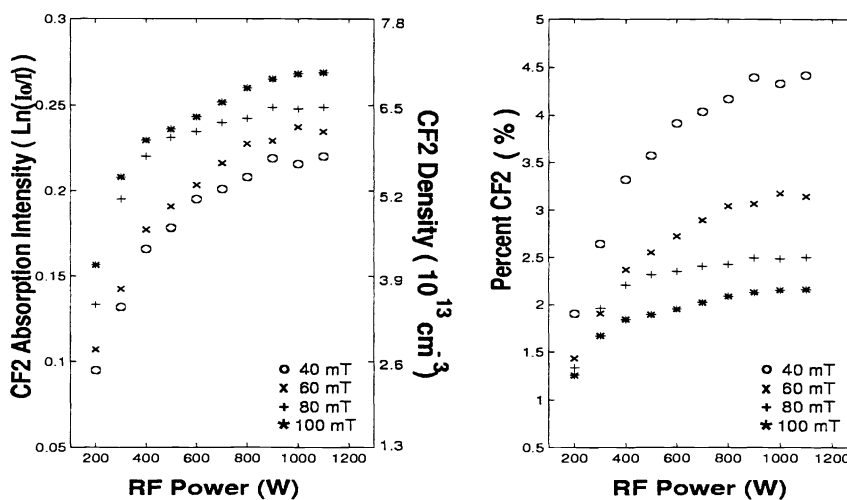 CF2 Absorption Intensity ( Ln(Io/I)
0.3
0.25
0.2
0.15
0.1
0.05
200 400 600 800 1000 1200
RF Power (W)
○ 40 mT
× 60 mT
+ 80 mT
* 100 mT
7.8
6.5
5.2
3.9
2.6
1.3
CF2 Density ( 10^13 cm^-3 )
Percent CF2 ( % )
4.5
4
3.5
3
2.5
2
1.5
1
0.5
200 400 600 800 1000 1200
RF Power (W)
○ 40 mT
× 60 mT
+ 80 mT
* 100 mT